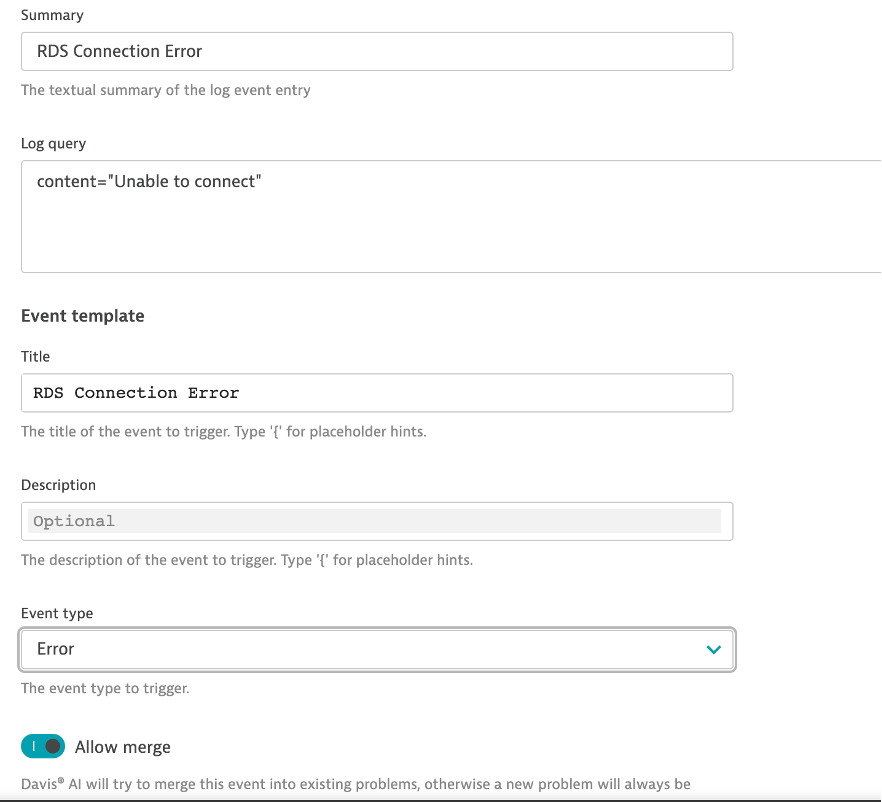 Summary
RDS Connection Error
The textual summary of the log event entry
Log query
content="Unable to connect"
Event template
Title
RDS Connection Error
The title of the event to trigger. Type '{' for placeholder hints.
Description
Optional
The description of the event to trigger. Type '{' for placeholder hints.
Event type
Error
The event type to trigger.
Allow merge
Davis® AI will try to merge this event into existing problems, otherwise a new problem will always be